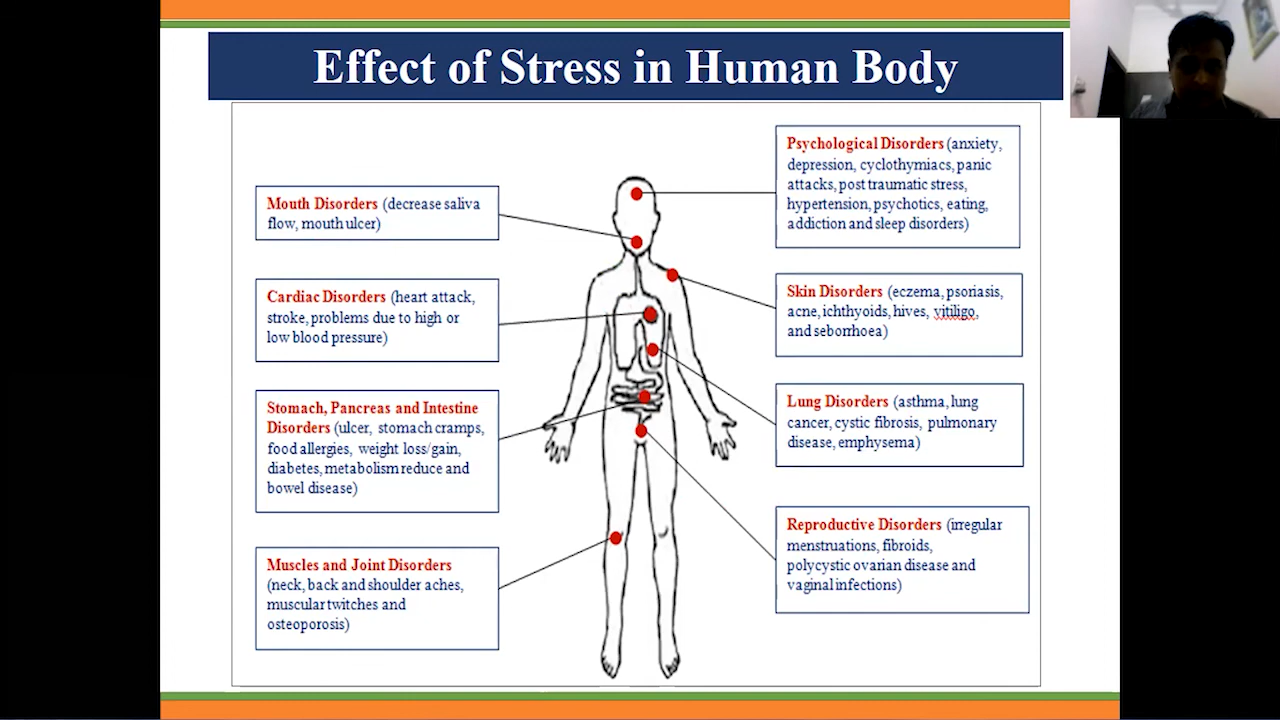 Effect of Stress in Human Body
Mouth Disorders (decrease saliva
flow, mouth ulcer)
Cardiac Disorders (heart attack,
stroke, problems due to high or
low blood pressure)
Stomach, Pancreas and Intestine
Disorders (ulcer, stomach cramps,
food allergies, weight loss/gain,
diabetes, metabolism reduce and
bowel disease)
Muscles and Joint Disorders
(neck, back and shoulder aches,
muscular twitches and
osteoporosis)
Psychological Disorders (anxiety,
depression, cyclothymiacs, panic
attacks, post traumatic stress,
hypertension, psychotics, eating,
addiction and sleep disorders)
Skin Disorders (eczema, psoriasis,
acne, ichthyoids, hives, vitiligo,
and seborrhoea)
Lung Disorders (asthma, lung
cancer, cystic fibrosis, pulmonary
disease, emphysema)
Reproductive Disorders (irregular
menstruations, fibroids,
polycystic ovarian disease and
vaginal infections)